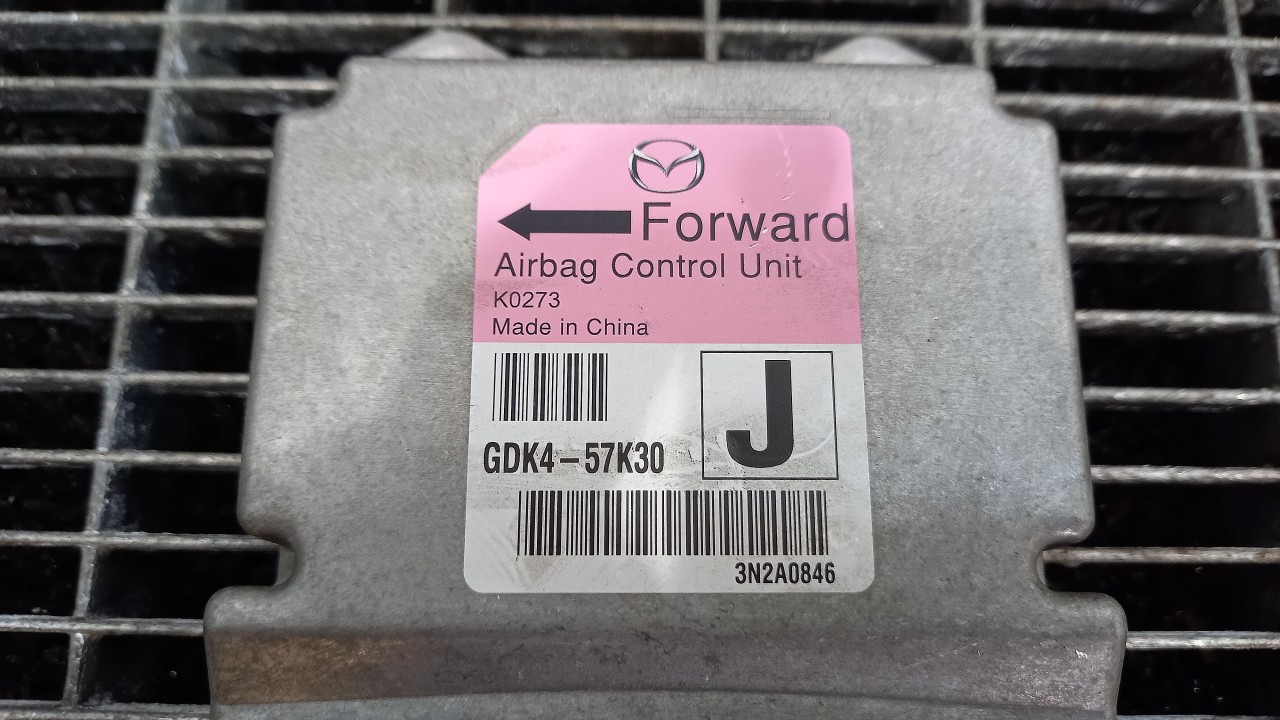 Forward
Airbag Control Unit
K0273
Made in China
J
GDK4-57K30
3N2A0846